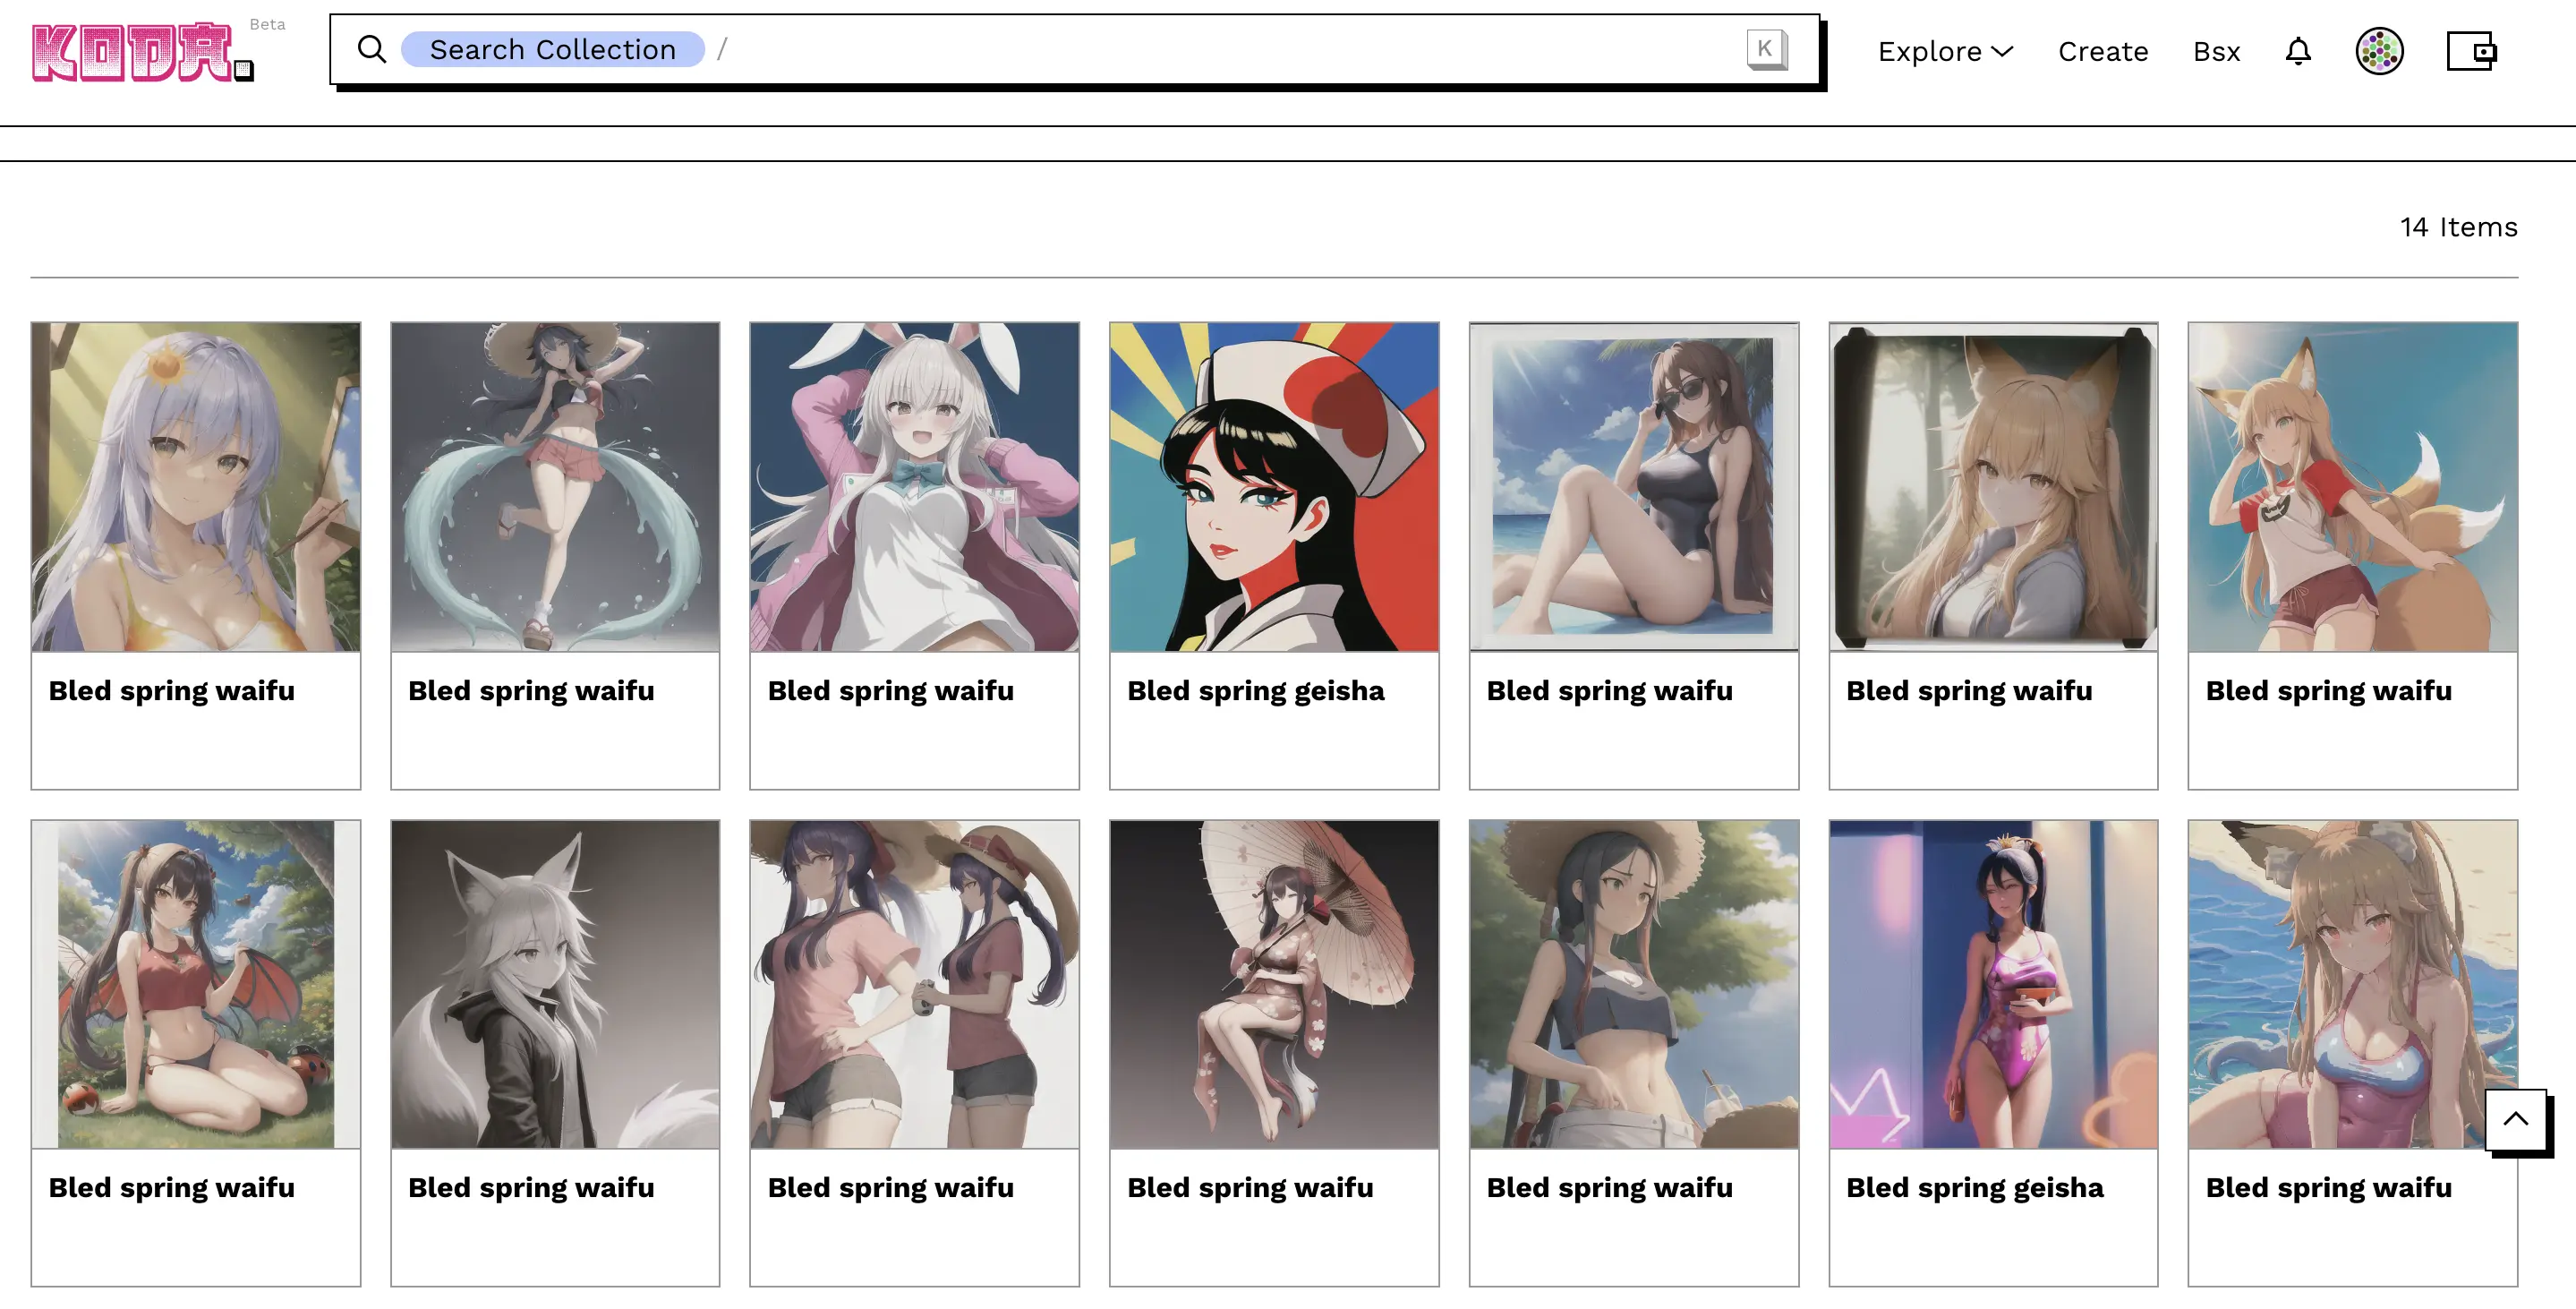 KODA.
Beta
Search Collection /
K
Explore
Create
Bsx
14 Items
Bled spring waifu
Bled spring waifu
Bled spring waifu
Bled spring geisha
Bled spring waifu
Bled spring waifu
Bled spring waifu
Bled spring waifu
Bled spring waifu
Bled spring waifu
Bled spring waifu
Bled spring waifu
Bled spring geisha
Bled spring waifu